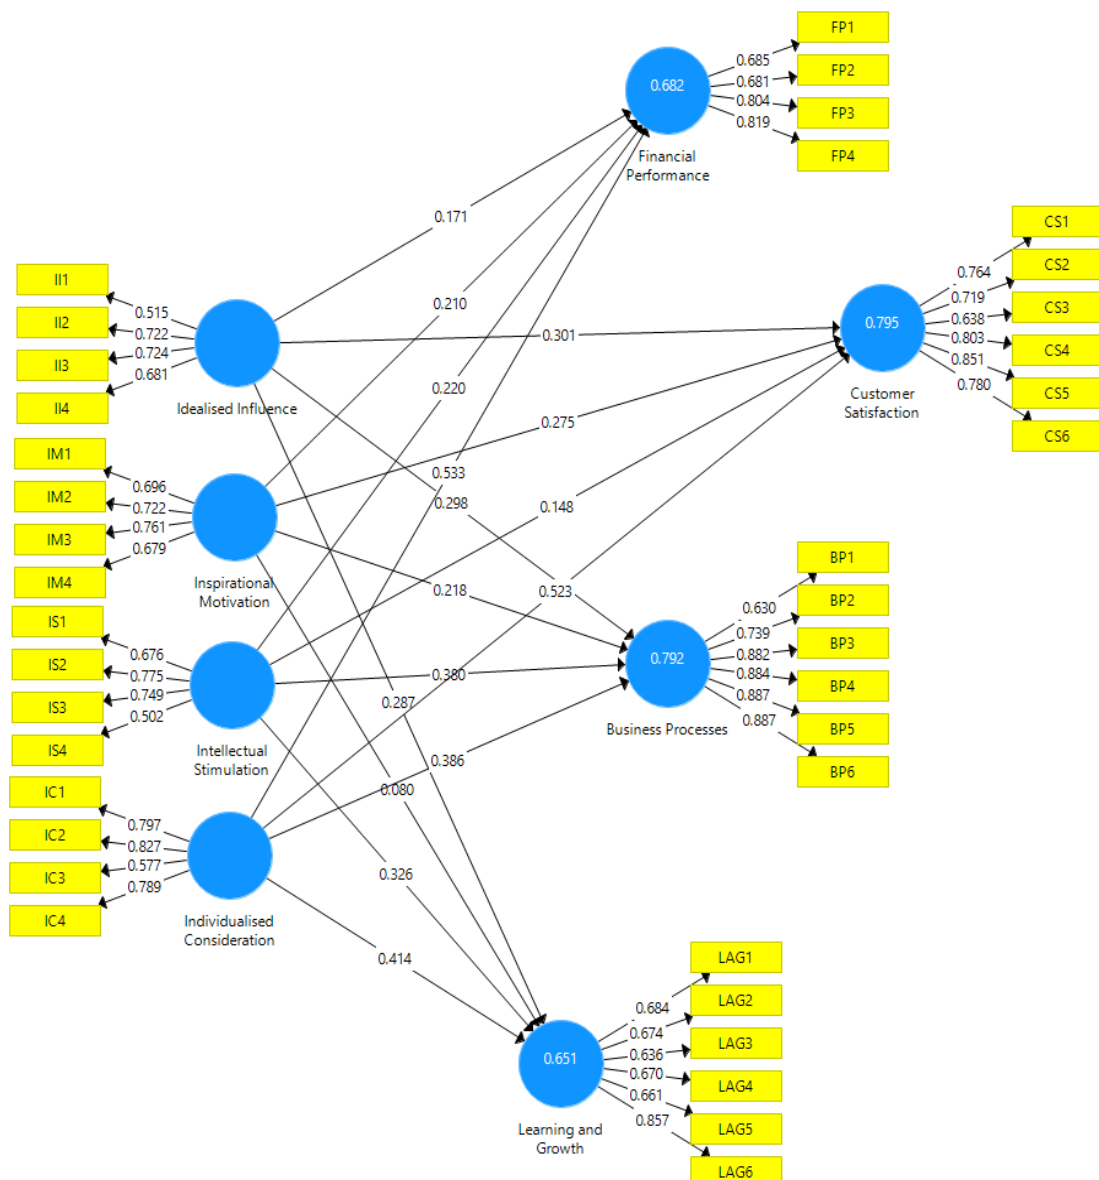 FP1
0.685
FP2
0.681
0.682
0.804
FP3
0.819
FP4
Financial
Performance
0.171
CS1
0.764
CS2
0.719
CS3
0.638
0.795
0.803
CS4
0.851
CS5
0.780
CS6
Customer
Satisfaction
II1
0.515
II2
0.722
II3
0.724
0.681
II4
Idealised Influence
0.210
0.301
0.220
0.275
IM1
0.696
IM2
0.722
IM3
0.761
0.679
IM4
Inspirational
Motivation
0.533
0.298
0.148
0.218
0.523
BP1
0.630
BP2
0.739
BP3
0.882
0.792
0.884
BP4
0.887
BP5
0.887
BP6
Business Processes
IS1
0.676
IS2
0.775
IS3
0.749
0.502
IS4
Intellectual
Stimulation
0.380
0.287
0.386
0.080
IC1
0.797
IC2
0.827
IC3
0.577
0.789
IC4
Individualised
Consideration
0.326
0.414
LAG1
0.684
LAG2
0.674
LAG3
0.636
0.651
0.670
LAG4
0.661
LAG5
0.857
LAG6
Learning and
Growth